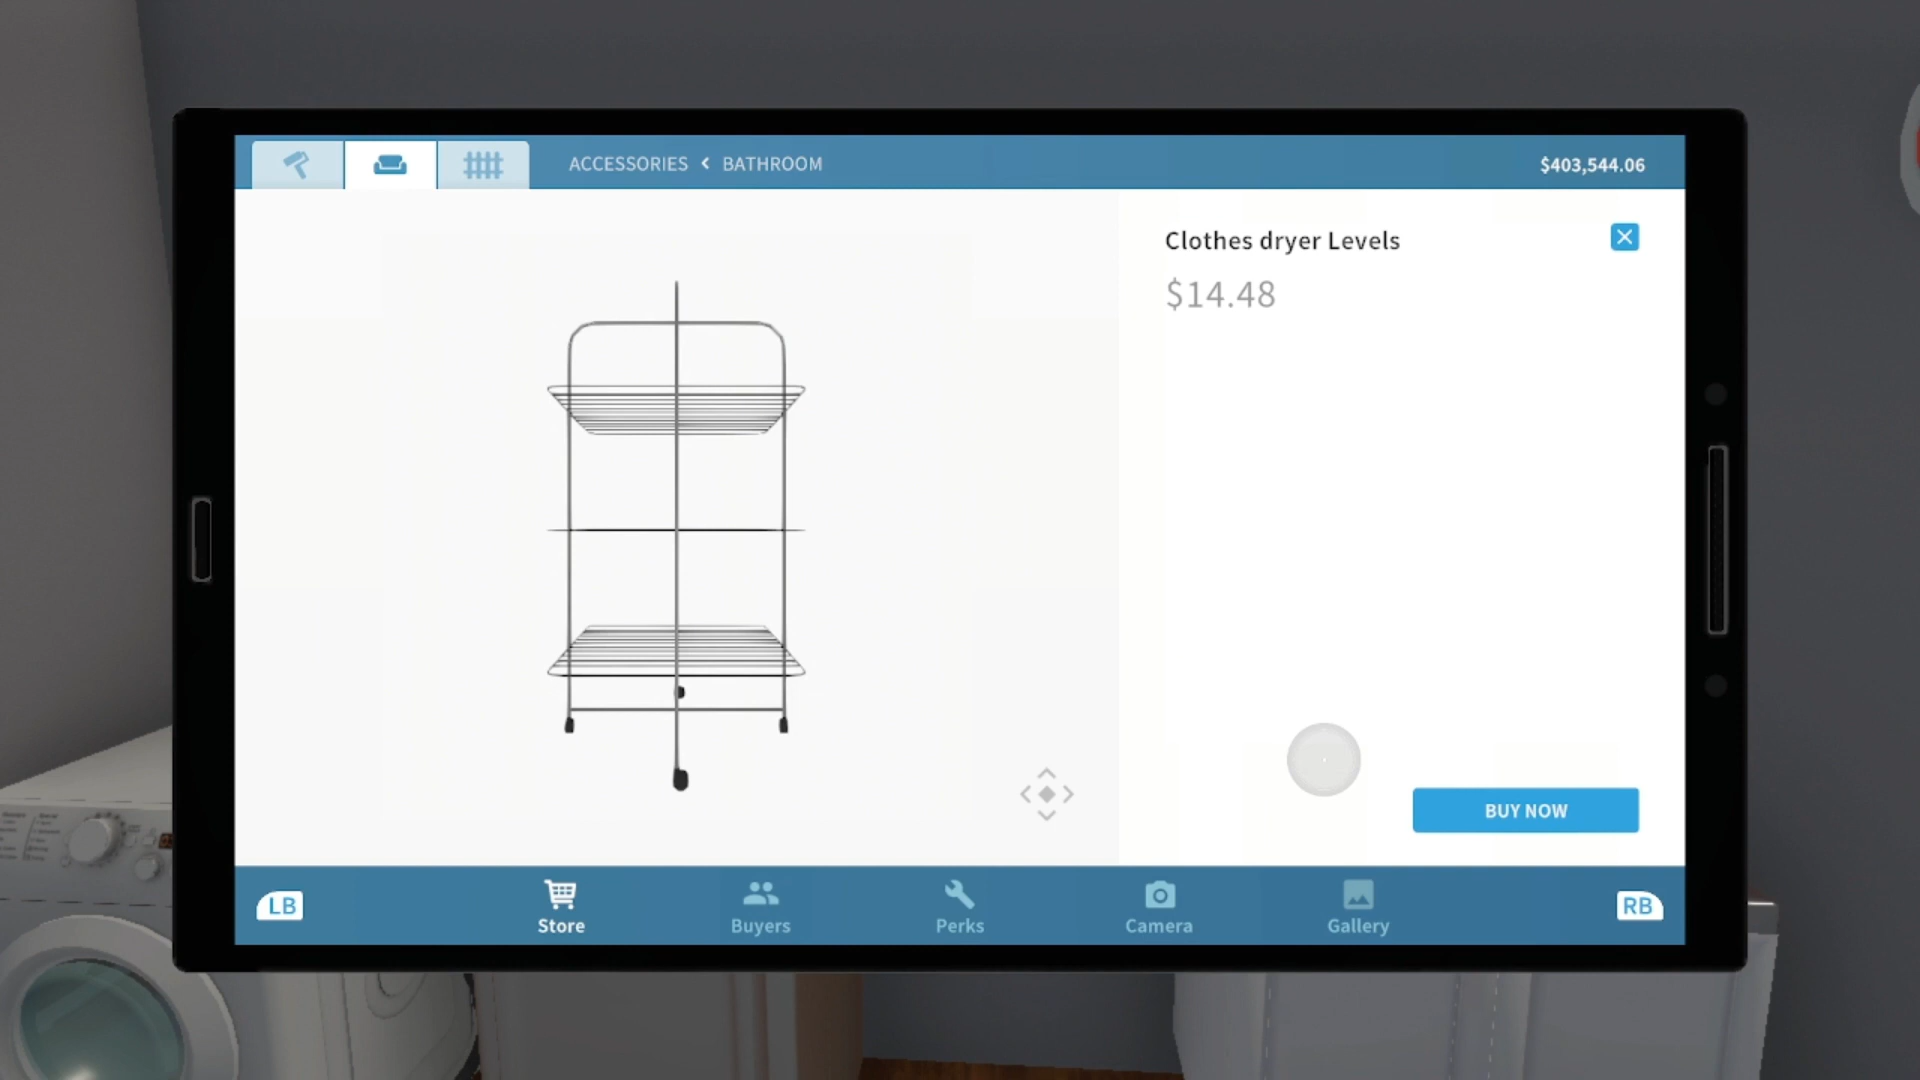 ACCESSORIES < BATHROOM
$403,544.06
Clothes dryer Levels
$14.48
BUY NOW
LB
Store
Buyers
Perks
Camera
Gallery
RB